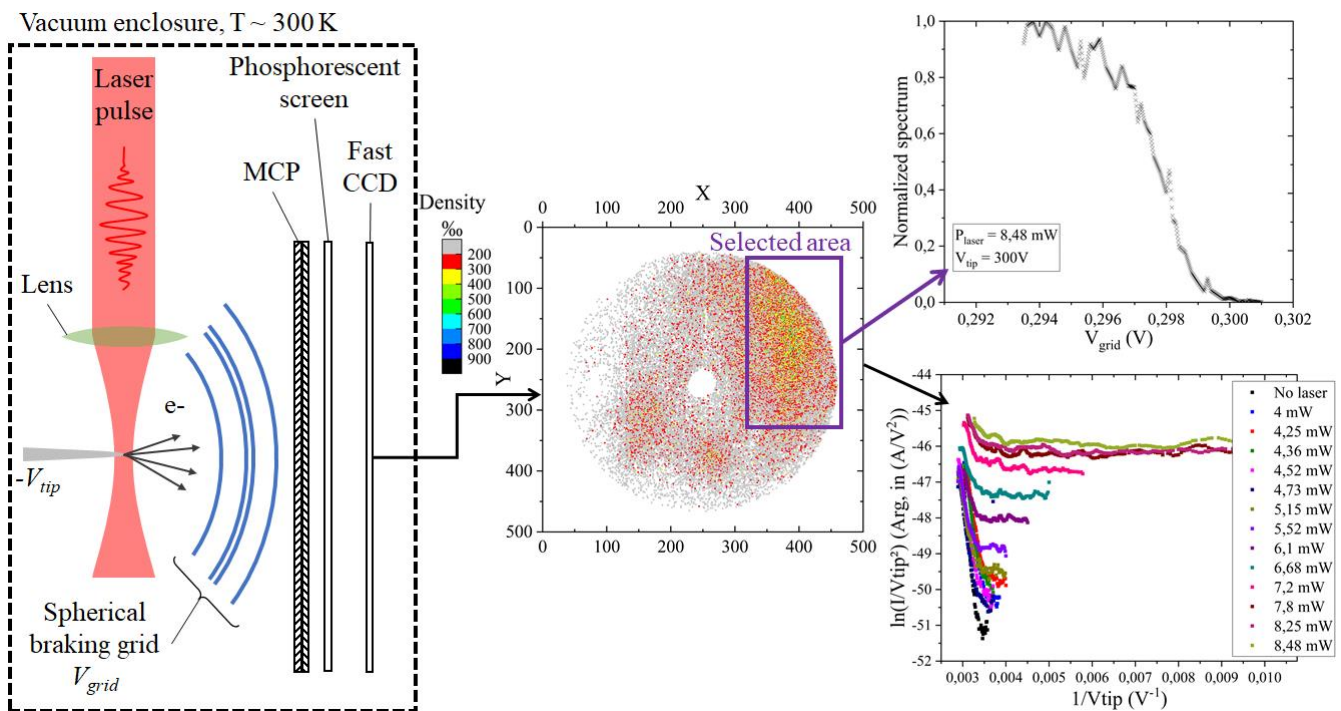 Vacuum enclosure, T ~ 300 K
Laser
pulse
Phosphorescent
screen
MCP
Fast
CCD
Lens
e-
-Vtip
Spherical
braking grid
Vgrid
Density
‰
200
300
400
500
600
700
800
900
X
0 100 200 300 400 500
Y
0
100
200
300
400
500
0 100 200 300 400 500
Selected area
Normalized spectrum
1,0
0,8
0,6
0,4
0,2
0,0
Plaser = 8,48 mW
Vtip = 300V
0,292 0,294 0,296 0,298 0,300 0,302
Vgrid (V)
ln(I/Vtip²) (Arg, in (A/V²))
-44
-45
-46
-47
-48
-49
-50
-51
-52
No laser
4 mW
4,25 mW
4,36 mW
4,52 mW
4,73 mW
5,15 mW
5,52 mW
6,1 mW
6,68 mW
7,2 mW
7,8 mW
8,25 mW
8,48 mW
0,003 0,004 0,005 0,006 0,007 0,008 0,009 0,010
1/Vtip (V⁻¹)